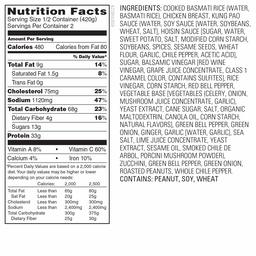 Nutrition Facts
Serving Size 1/2 Container (420g)
Servings Per Container 2
Amount Per Serving
Calories 480 Calories from Fat 80
% Daily Value*
Total Fat 9g 14%
Saturated Fat 1.5g 8%
Trans Fat 0g
Cholesterol 75mg 25%
Sodium 1120mg 47%
Total Carbohydrate 68g 23%
Dietary Fiber 4g 16%
Sugars 13g
Protein 33g
Vitamin A 8% • Vitamin C 60%
Calcium 4% • Iron 10%
*Percent Daily Values are based on a 2,000 calorie
diet. Your daily values may be higher or lower
depending on your calorie needs:
Calories: 2,000 2,500
Total Fat Less than 65g 80g
Sat Fat Less than 20g 25g
Cholesterol Less than 300mg 300mg
Sodium Less than 2,400mg 2,400mg
Total Carbohydrate 300g 375g
Dietary Fiber 25g 30g
INGREDIENTS: COOKED BASMATI RICE (WATER,
BASMATI RICE), CHICKEN BREAST, KUNG PAO
SAUCE (WATER, SOY SAUCE (WATER, SOYBEANS,
WHEAT, SALT), HOISIN SAUCE (SUGAR, WATER,
SWEET POTATO, SALT, MODIFIED CORN STARCH,
SOYBEANS, SPICES, SESAME SEEDS, WHEAT
FLOUR, GARLIC, CHILE PEPPER, ACETIC ACID),
SUGAR, BALSAMIC VINEGAR (RED WINE
VINEGAR, GRAPE JUICE CONCENTRATE, CLASS 1
CARAMEL COLOR, CONTAINS SULFITES), RICE
VINEGAR, CORN STARCH, RED BELL PEPPER,
VEGETABLE BASE (VEGETABLES (CELERY, ONION,
MUSHROOM JUICE CONCENTRATE, GARLIC),
YEAST EXTRACT, CANE SUGAR, SALT, ORGANIC
MALTODEXTRIN, CANOLA OIL, CORN STARCH,
NATURAL FLAVORS), GREEN BELL PEPPER, GREEN
ONION, GINGER, GARLIC (WATER, GARLIC), SEA
SALT, LIME JUICE CONCENTRATE, YEAST
EXTRACT, SESAME OIL, SMOKED CHILE DE
ARBOL, PORCINI MUSHROOM POWDER),
ZUCCHINI, GREEN BELL PEPPER, GREEN ONION,
ROASTED PEANUTS, WHOLE CHILE PEPPER.
CONTAINS: PEANUT, SOY, WHEAT